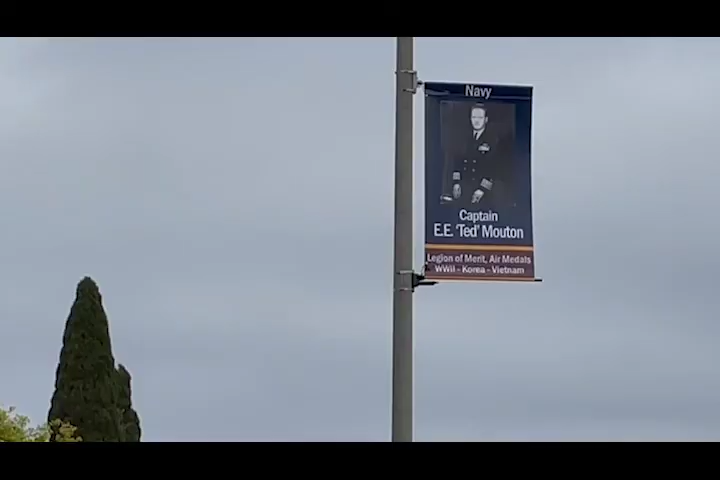 Navy
Captain
E.E. 'Ted' Mouton
Legion of Merit, Air Medals
WWII - Korea - Vietnam